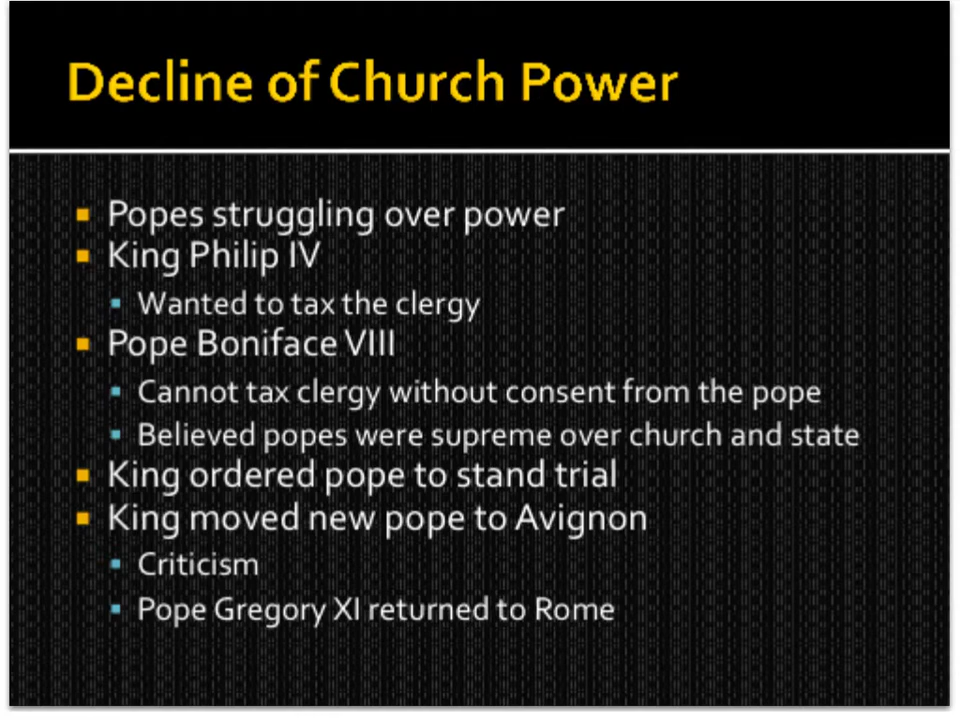 Decline of Church Power
Popes struggling over power
King Philip IV
Wanted to tax the clergy
Pope Boniface VIII
Cannot tax clergy without consent from the pope
Believed popes were supreme over church and state
King ordered pope to stand trial
King moved new pope to Avignon
Criticism
Pope Gregory XI returned to Rome